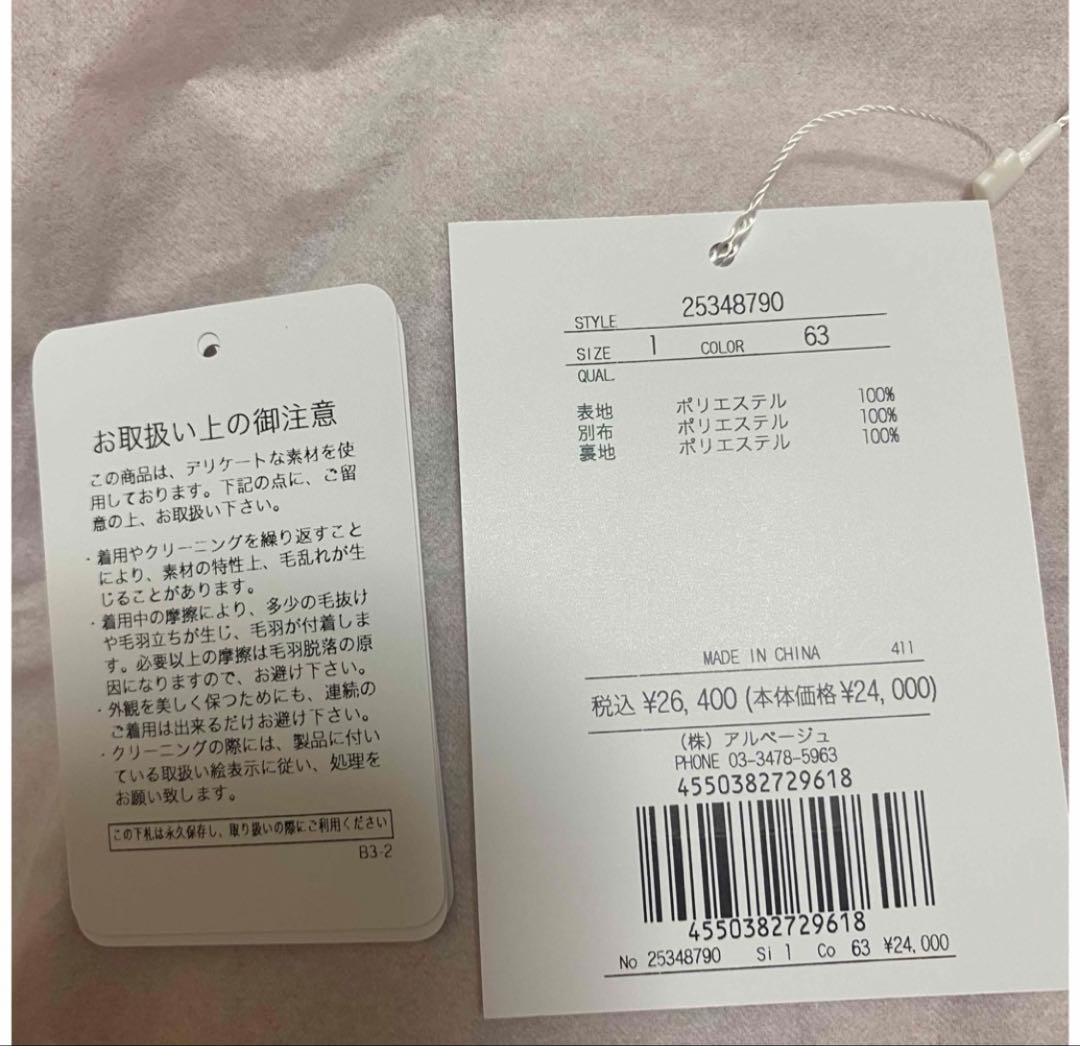 お取扱い上の御注意
この商品は、デリケートな素材を使
用しております。下記の点に、ご留
意の上、お取扱い下さい。
・着用やクリーニングを繰り返すこと
により、素材の特性上、毛乱れが生
じることがあります。
・着用中の摩擦により、多少の毛抜け
や毛羽立ちが生じ、毛羽が付着しま
す。必要以上の摩擦は毛羽脱落の原
因になりますので、お避け下さい。
・外観を美しく保つためにも、連続の
ご着用は出来るだけお避け下さい。
・クリーニングの際には、製品に付い
ている取扱い絵表示に従い、処理を
お願い致します。
この下札は永久保存し、取り扱いの際にご利用ください
B3-2
STYLE 25348790
SIZE 1 COLOR 63
QUAL.
表地 ポリエステル 100%
別布 ポリエステル 100%
裏地 ポリエステル 100%
MADE IN CHINA 411
税込 ¥26,400 (本体価格¥24,000)
(株) アルページュ
PHONE 03-3478-5963
4550382729618
4550382729618
No 25348790 Si 1 Co 63 ¥24,000